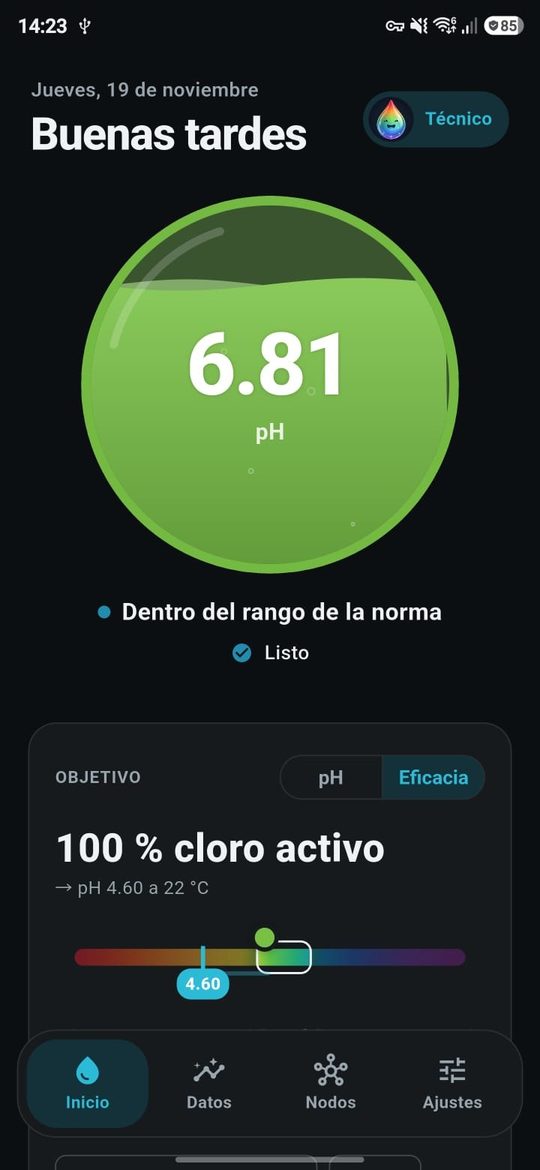 14:23
6
85
Jueves, 19 de noviembre
Buenas tardes
Técnico
6.81
pH
Dentro del rango de la norma
Listo
OBJETIVO
pH
Eficacia
100 % cloro activo
→ pH 4.60 a 22 °C
4.60
Inicio
Datos
Nodos
Ajustes